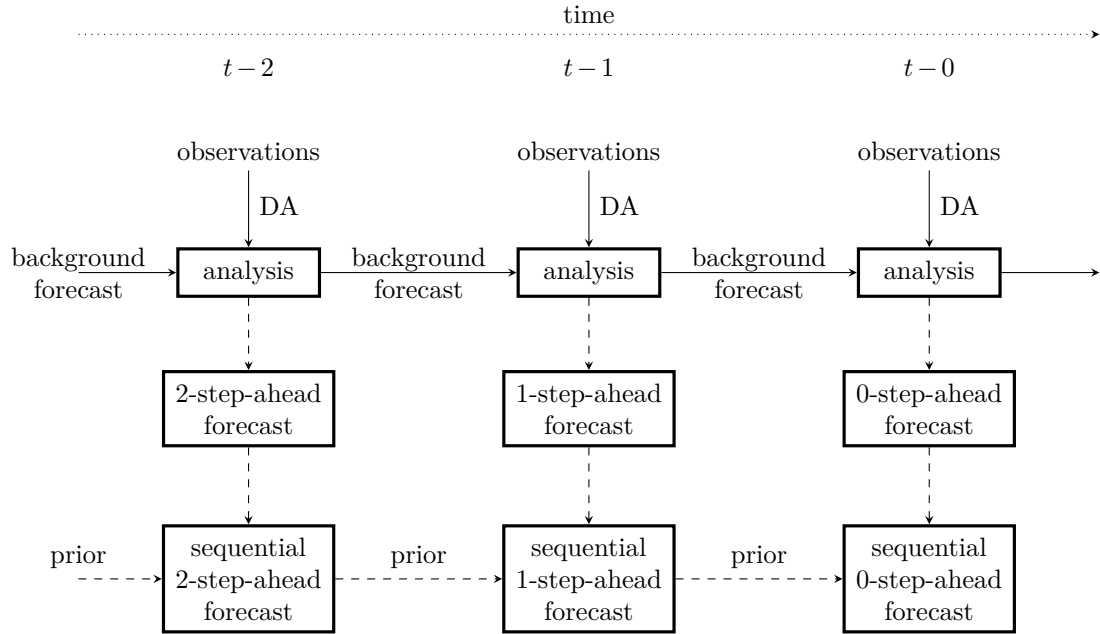 time
t − 2
t − 1
t − 0
observations
observations
observations
DA
DA
DA
background
forecast
analysis
background
forecast
analysis
background
forecast
analysis
2-step-ahead
forecast
1-step-ahead
forecast
0-step-ahead
forecast
prior
sequential
2-step-ahead
forecast
prior
sequential
1-step-ahead
forecast
prior
sequential
0-step-ahead
forecast